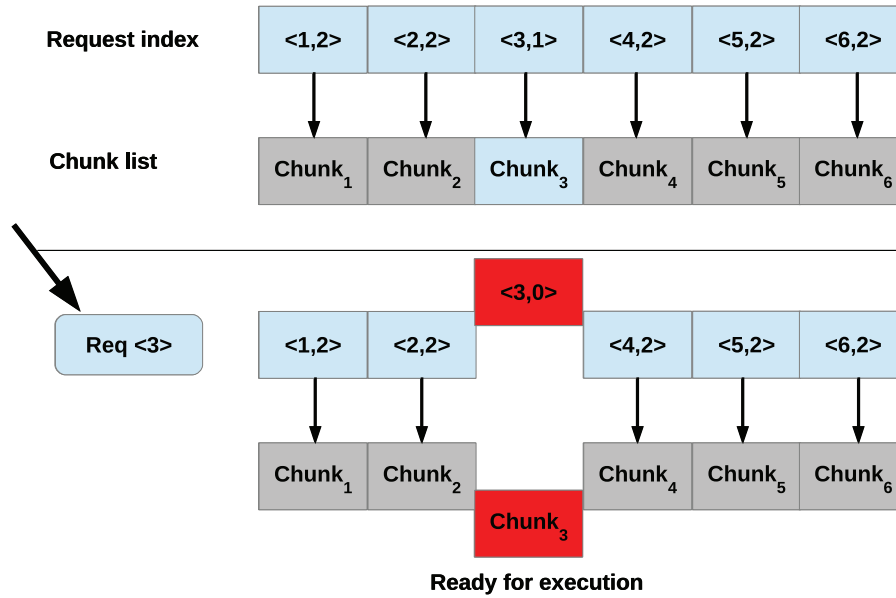 Request index <1,2> <2,2> <3,1> <4,2> <5,2> <6,2>
Chunk list Chunk1 Chunk2 Chunk3 Chunk4 Chunk5 Chunk6
<3,0>
Req <3> <1,2> <2,2> <4,2> <5,2> <6,2>
Chunk1 Chunk2 Chunk4 Chunk5 Chunk6
Chunk3
Ready for execution